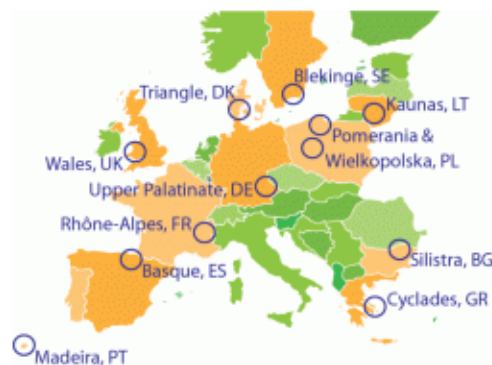 Blekinge, SE
Triangle, DK
Kaunas, LT
Pomerania &
Wielkopolska, PL
Wales, UK
Upper Palatinate, DE
Rhône-Alpes, FR
Basque, ES
Silistra, BG
Cyclades, GR
Madeira, PT